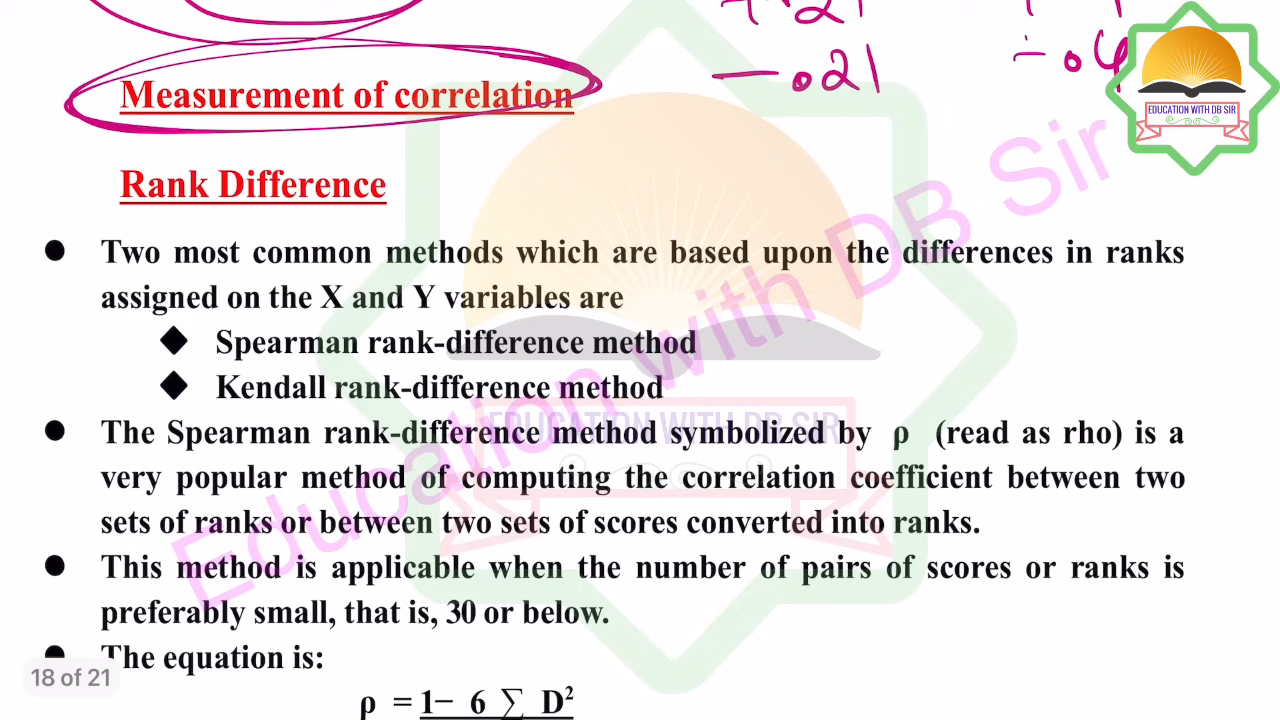 — .021
Measurement of correlation
EDUCATION WITH DB SIR
Rank Difference
● Two most common methods which are based upon the differences in ranks
assigned on the X and Y variables are
◆ Spearman rank-difference method
◆ Kendall rank-difference method
● The Spearman rank-difference method symbolized by ρ (read as rho) is a
very popular method of computing the correlation coefficient between two
sets of ranks or between two sets of scores converted into ranks.
● This method is applicable when the number of pairs of scores or ranks is
preferably small, that is, 30 or below.
● The equation is:
18 of 21
ρ = 1− 6 ∑ D²
Education with DB Sir
EDUCATION WITH DB SIR